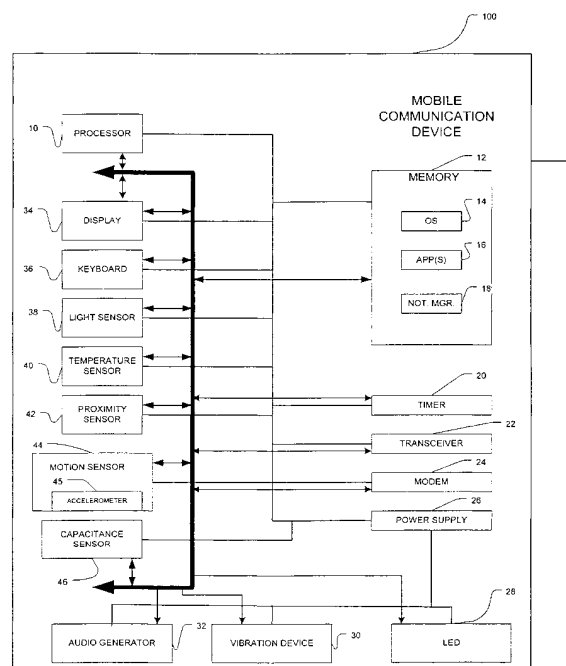 100
MOBILE
COMMUNICATION
DEVICE
10
PROCESSOR
12
MEMORY
14
OS
16
APP(S)
18
NOT. MGR.
34
DISPLAY
36
KEYBOARD
38
LIGHT SENSOR
40
TEMPERATURE
SENSOR
42
PROXIMITY
SENSOR
44
MOTION SENSOR
45
ACCELEROMETER
CAPACITANCE
SENSOR
46
20
TIMER
22
TRANSCEIVER
24
MODEM
26
POWER SUPPLY
28
AUDIO GENERATOR
32
VIBRATION DEVICE
30
LED